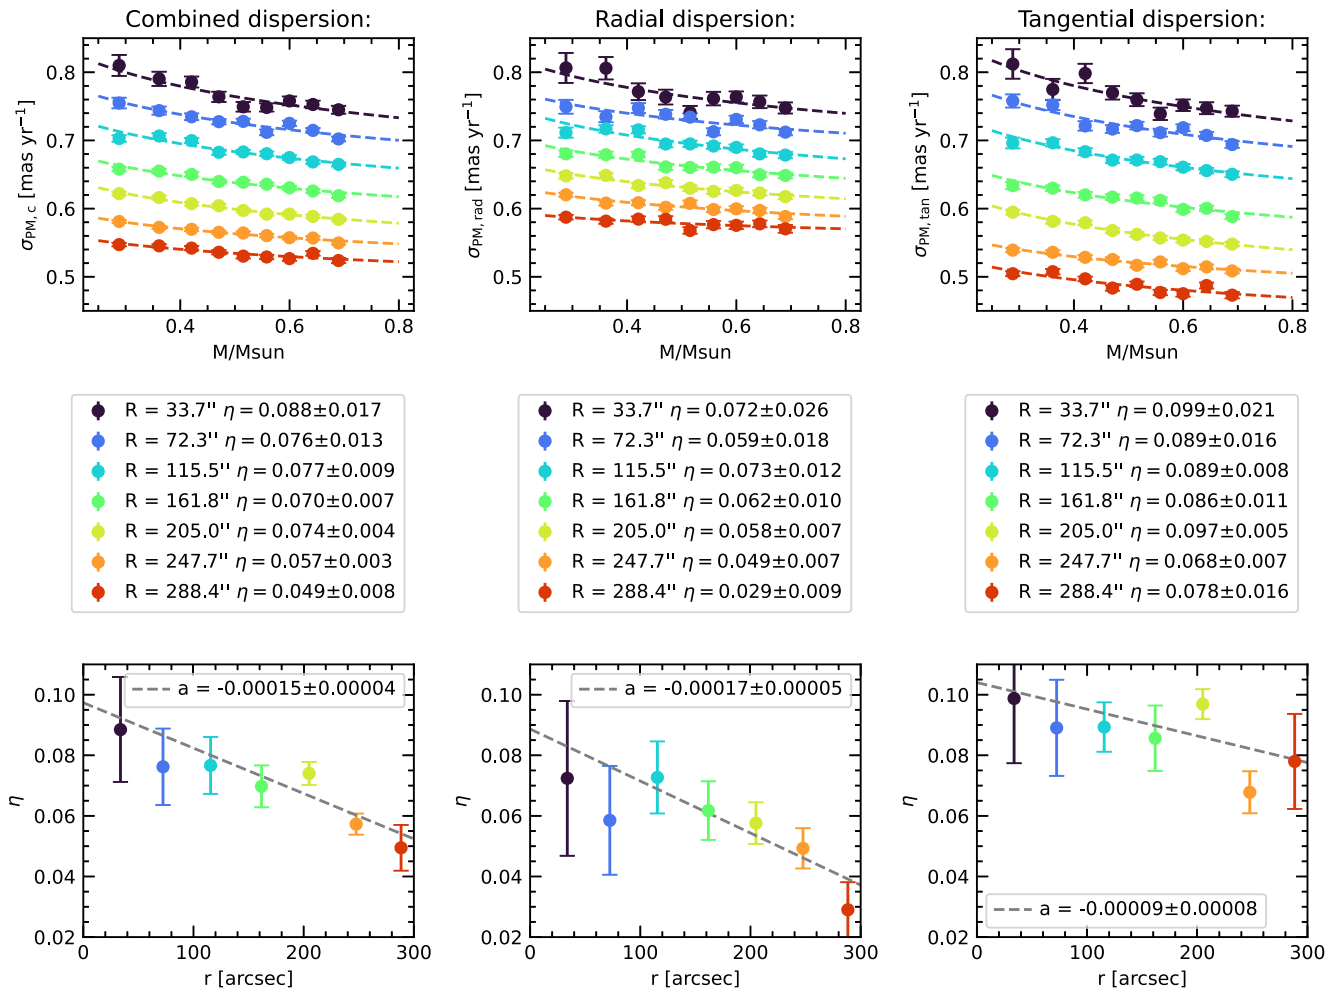 Combined dispersion:
Radial dispersion:
Tangential dispersion:
0.8
0.7
0.6
0.5
σPM, c [mas yr−1]
0.4
0.6
0.8
M/Msun
0.8
0.7
0.6
0.5
σPM, rad [mas yr−1]
0.4
0.6
0.8
M/Msun
0.8
0.7
0.6
0.5
σPM, tan [mas yr−1]
0.4
0.6
0.8
M/Msun
R = 33.7'' η = 0.088±0.017
R = 72.3'' η = 0.076±0.013
R = 115.5'' η = 0.077±0.009
R = 161.8'' η = 0.070±0.007
R = 205.0'' η = 0.074±0.004
R = 247.7'' η = 0.057±0.003
R = 288.4'' η = 0.049±0.008
R = 33.7'' η = 0.072±0.026
R = 72.3'' η = 0.059±0.018
R = 115.5'' η = 0.073±0.012
R = 161.8'' η = 0.062±0.010
R = 205.0'' η = 0.058±0.007
R = 247.7'' η = 0.049±0.007
R = 288.4'' η = 0.029±0.009
R = 33.7'' η = 0.099±0.021
R = 72.3'' η = 0.089±0.016
R = 115.5'' η = 0.089±0.008
R = 161.8'' η = 0.086±0.011
R = 205.0'' η = 0.097±0.005
R = 247.7'' η = 0.068±0.007
R = 288.4'' η = 0.078±0.016
a = -0.00015±0.00004
0.10
0.08
0.06
0.04
0.02
η
0
100
200
300
r [arcsec]
a = -0.00017±0.00005
0.10
0.08
0.06
0.04
0.02
η
0
100
200
300
r [arcsec]
0.10
0.08
0.06
0.04
0.02
η
a = -0.00009±0.00008
0
100
200
300
r [arcsec]